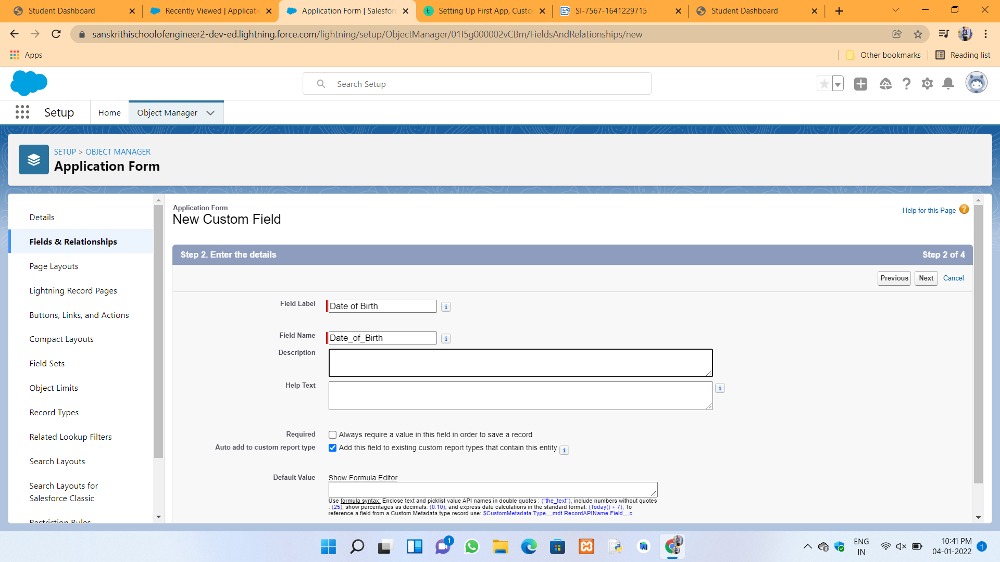 Student Dashboard
Recently Viewed | Applicatio
Application Form | Salesforc
Setting Up First App, Custo
SI-7567-1641229715
Student Dashboard
sanskrithischoolofengineer2-dev-ed.lightning.force.com/lightning/setup/ObjectManager/01I5g000002vCBm/FieldsAndRelationships/new
Apps
Other bookmarks
Reading list
Search Setup
Setup
Home
Object Manager
SETUP > OBJECT MANAGER
Application Form
Details
Fields & Relationships
Page Layouts
Lightning Record Pages
Buttons, Links, and Actions
Compact Layouts
Field Sets
Object Limits
Record Types
Related Lookup Filters
Search Layouts
Search Layouts for
Salesforce Classic
Restriction Rules
Application Form
New Custom Field
Help for this Page
Step 2. Enter the details
Step 2 of 4
Previous
Next
Cancel
Field Label
Date of Birth
Field Name
Date_of_Birth
Description
Help Text
Required
Always require a value in this field in order to save a record
Auto add to custom report type
Add this field to existing custom report types that contain this entity
Default Value
Show Formula Editor
Use formula syntax: Enclose text and picklist value API names in double quotes : ("the_text"), include numbers without quotes
: (25), show percentages as decimals: (0.10), and express date calculations in the standard format: (Today() + 7), To
reference a field from a Custom Metadata type record use: $CustomMetadata.Type__mdt.RecordAPIName.Field__c
1
ENG
IN
10:41 PM
04-01-2022
1